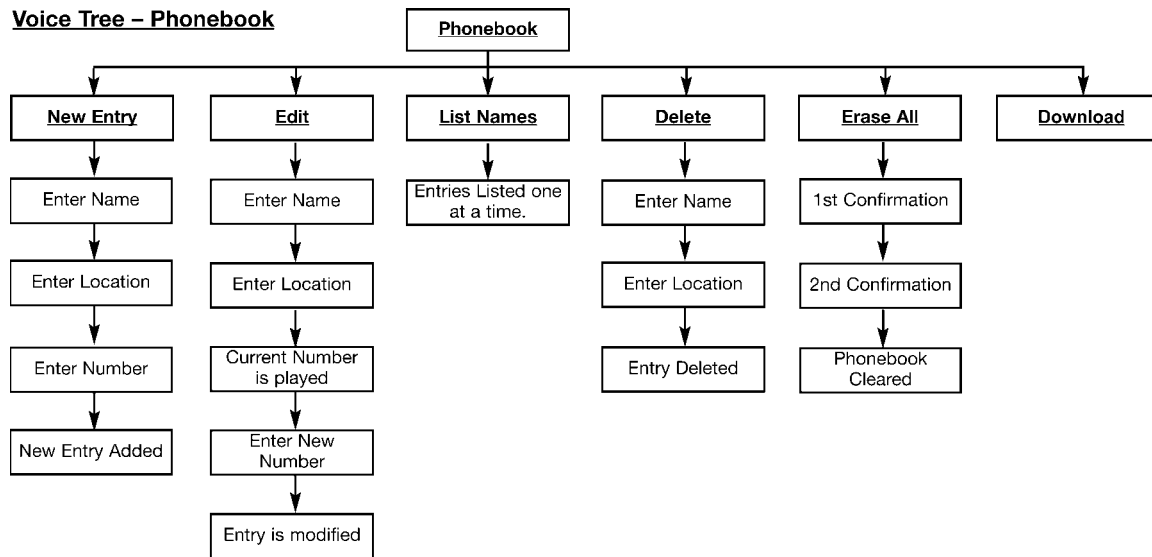 Voice Tree – Phonebook
Phonebook
New Entry
Enter Name
Enter Location
Enter Number
New Entry Added
Edit
Enter Name
Enter Location
Current Number
is played
Enter New
Number
Entry is modified
List Names
Entries Listed one
at a time.
Delete
Enter Name
Enter Location
Entry Deleted
Erase All
1st Confirmation
2nd Confirmation
Phonebook
Cleared
Download